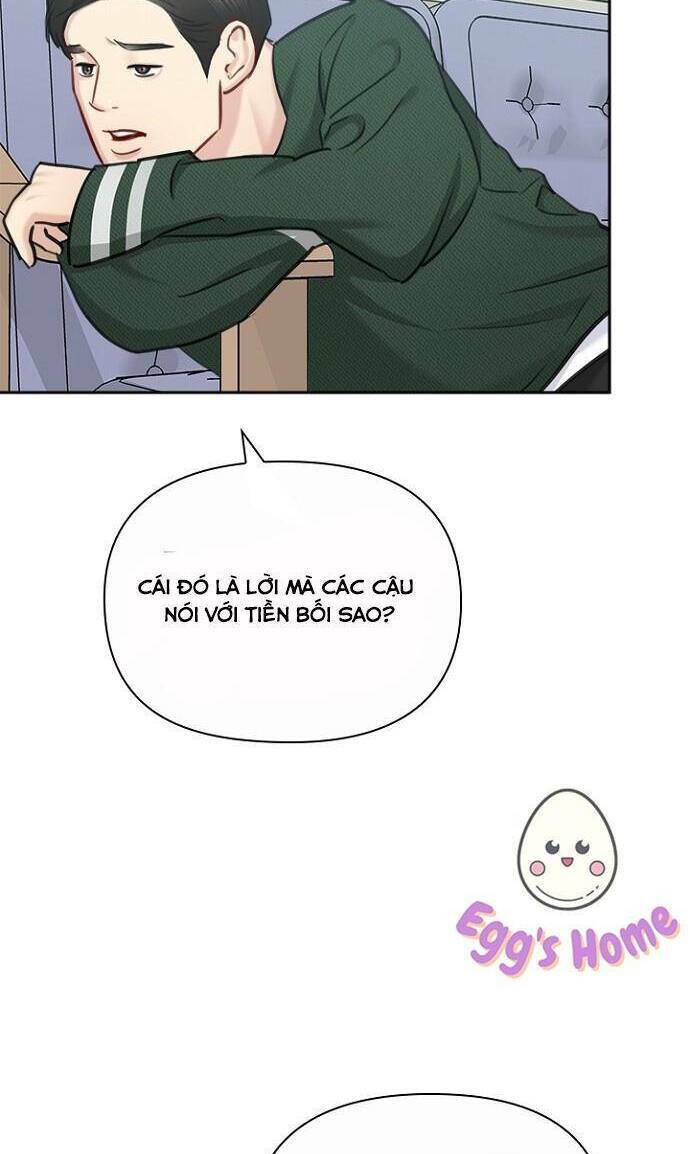 CÁI ĐÓ LÀ LỜI MÀ CÁC CẬU
NÓI VỚI TIỀN BỐI SAO?
Egg's Home